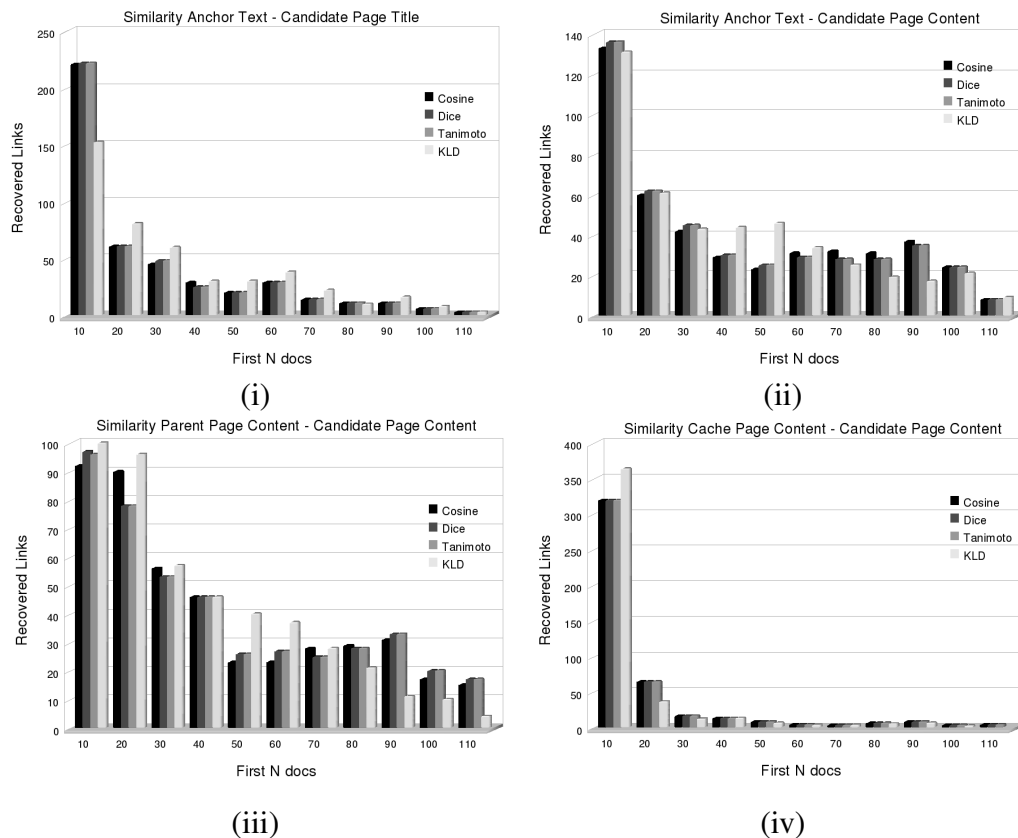 Similarity Anchor Text - Candidate Page Title
250
200
150
100
50
0
Recovered Links
Cosine
Dice
Tanimoto
KLD
10 20 30 40 50 60 70 80 90 100 110
First N docs
(i)
Similarity Anchor Text - Candidate Page Content
140
120
100
80
60
40
20
0
Recovered Links
Cosine
Dice
Tanimoto
KLD
10 20 30 40 50 60 70 80 90 100 110
First N docs
(ii)
Similarity Parent Page Content - Candidate Page Content
100
90
80
70
60
50
40
30
20
10
0
Recovered Links
Cosine
Dice
Tanimoto
KLD
10 20 30 40 50 60 70 80 90 100 110
First N docs
(iii)
Similarity Cache Page Content - Candidate Page Content
400
350
300
250
200
150
100
50
0
Recovered Links
Cosine
Dice
Tanimoto
KLD
10 20 30 40 50 60 70 80 90 100 110
First N docs
(iv)